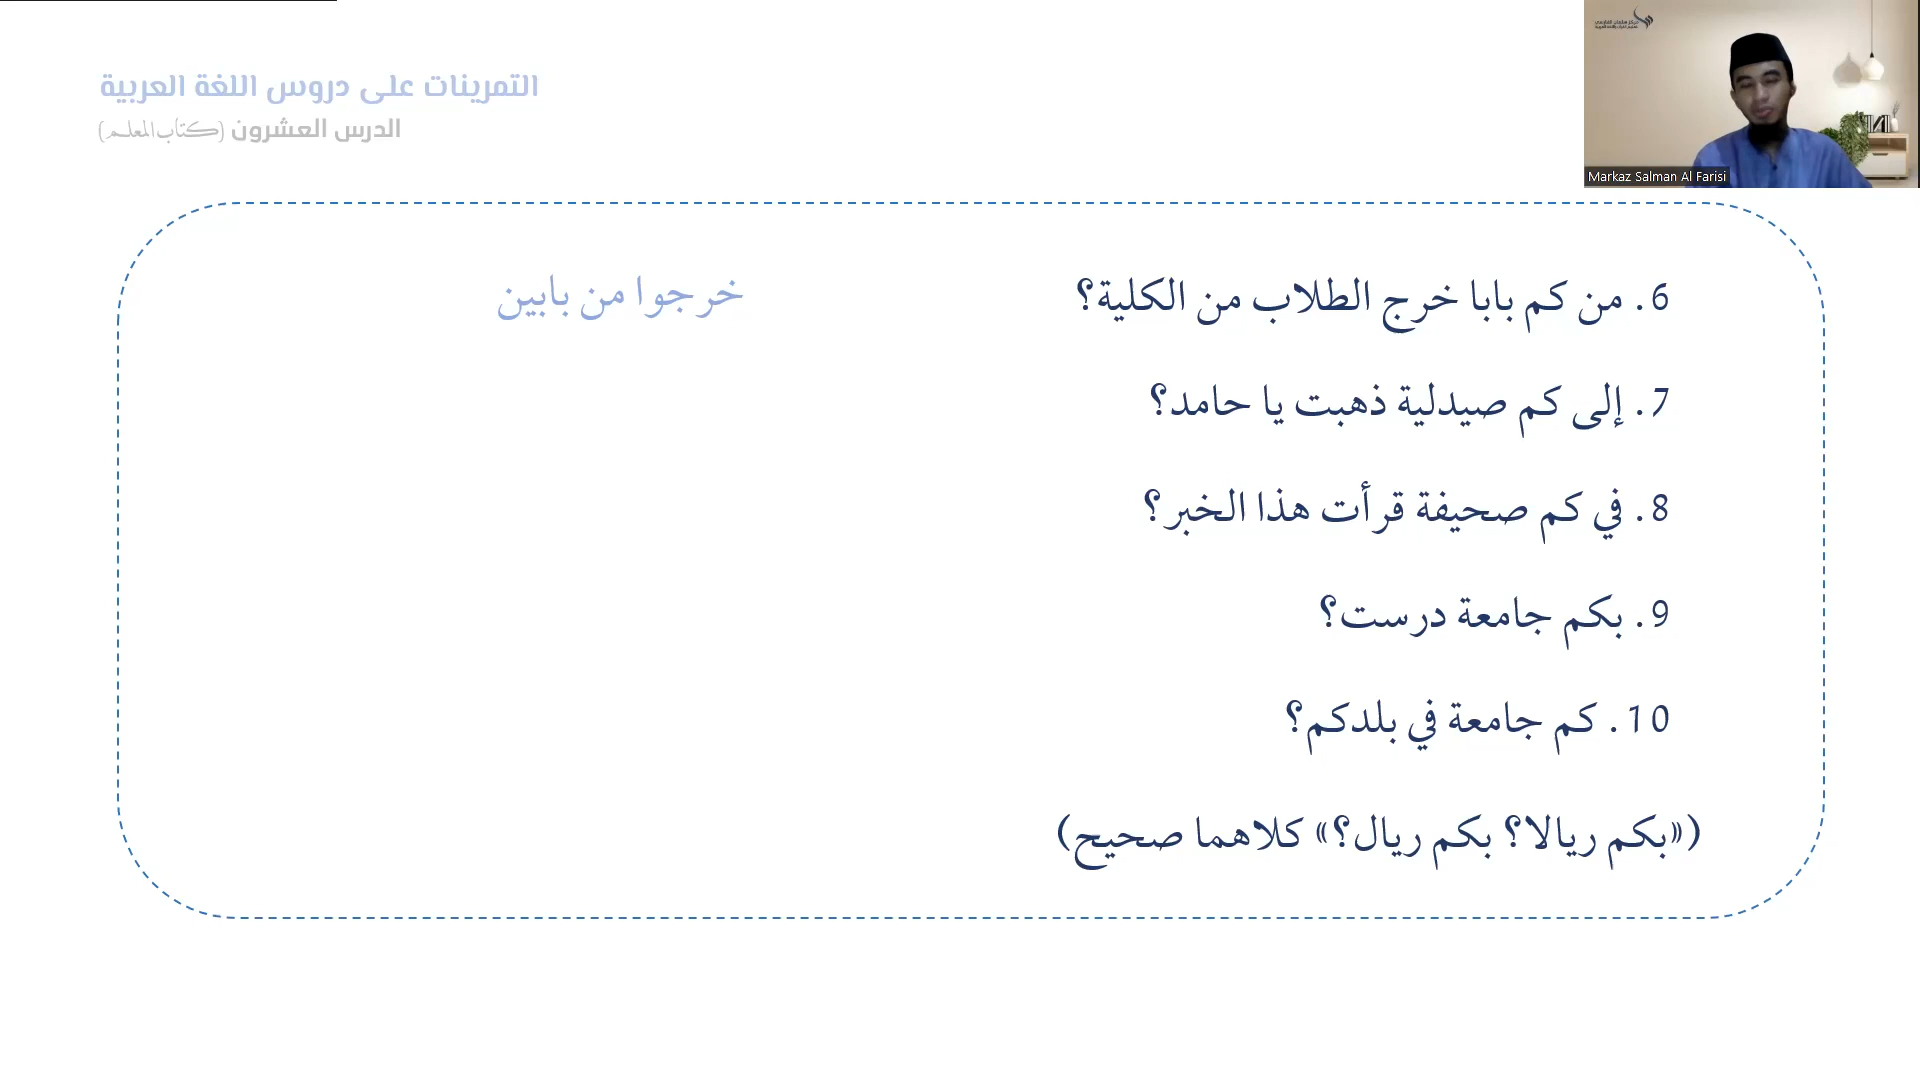 التمرينات على دروس اللغة العربية
الدرس العشرون (كتاب المعلم)
Markaz Salman Al Farisi
6. من كم بابا خرج الطلاب من الكلية؟
خرجوا من بابين
7. إلى كم صيدلية ذهبت يا حامد؟
8. في كم صحيفة قرأت هذا الخبر؟
9. بكم جامعة درست؟
10. كم جامعة في بلدكم؟
(«بكم ريالا؟ بكم ريال؟» كلاهما صحيح)